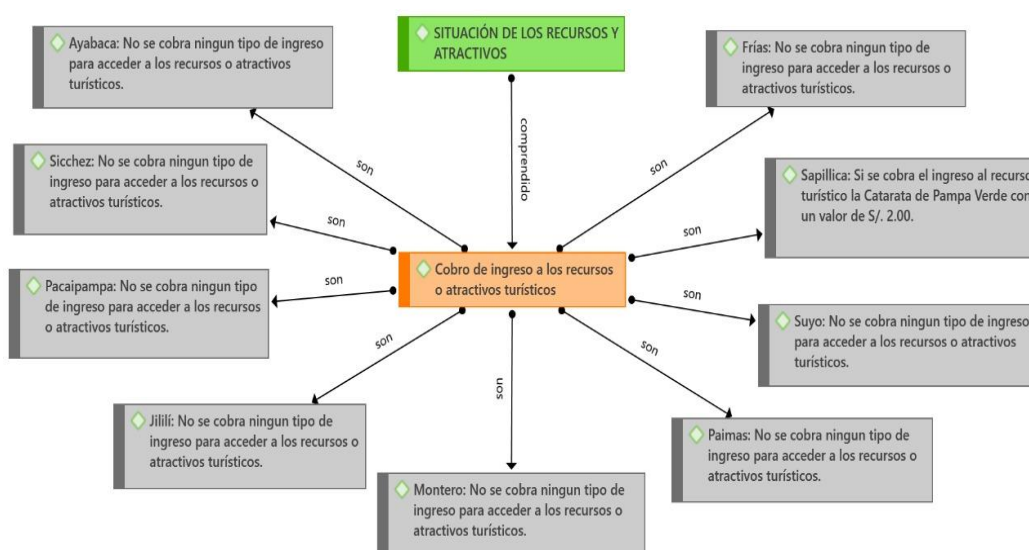 SITUACIÓN DE LOS RECURSOS Y
ATRACTIVOS
comprendido
Cobro de ingreso a los recursos
o atractivos turísticos
Ayabaca: No se cobra ningun tipo de ingreso
para acceder a los recursos o atractivos
turísticos.
son
Frías: No se cobra ningun tipo de
ingreso para acceder a los recursos o
atractivos turísticos.
son
Sicchez: No se cobra ningun tipo de
ingreso para acceder a los recursos o
atractivos turísticos.
son
Sapillica: Si se cobra el ingreso al recurso
turístico la Catarata de Pampa Verde con
un valor de S/. 2.00.
son
Pacaipampa: No se cobra ningun tipo
de ingreso para acceder a los recursos
o atractivos turísticos.
son
Suyo: No se cobra ningun tipo de ingreso
para acceder a los recursos o atractivos
turísticos.
son
Jililí: No se cobra ningun tipo de
ingreso para acceder a los recursos o
atractivos turísticos.
son
Paimas: No se cobra ningun tipo de
ingreso para acceder a los recursos o
atractivos turísticos.
son
Montero: No se cobra ningun tipo de
ingreso para acceder a los recursos o
atractivos turísticos.
son